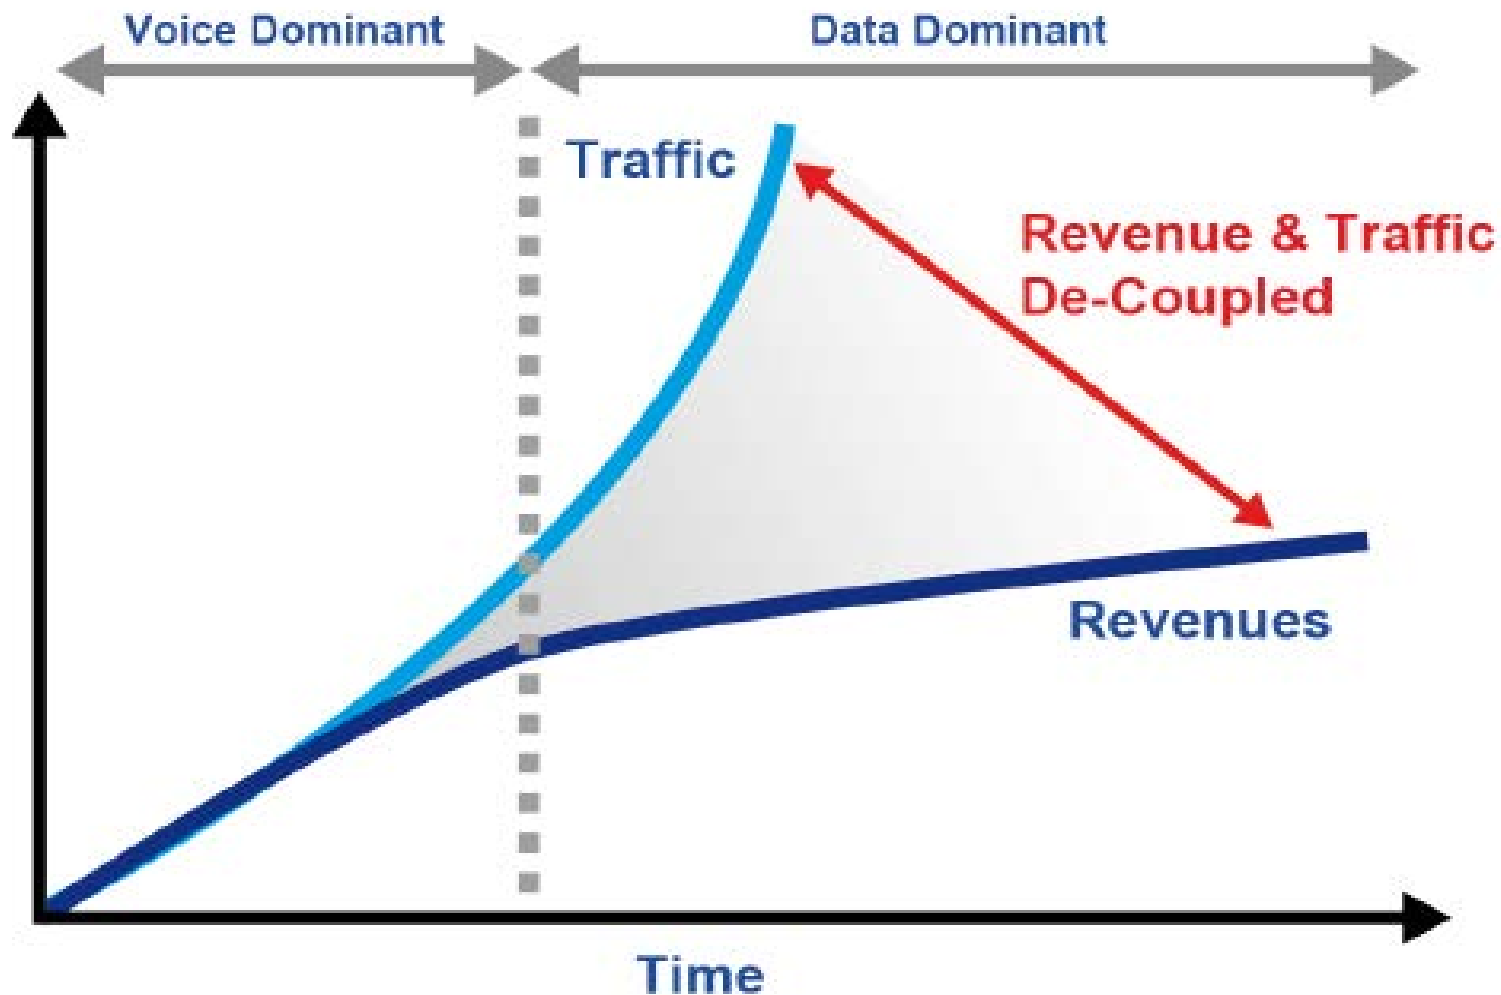 Voice Dominant
Data Dominant
Traffic
Revenue & Traffic
De-Coupled
Revenues
Time